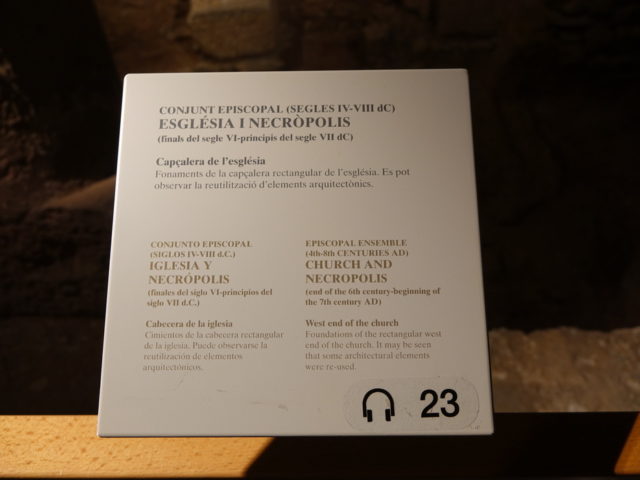 CONJUNT EPISCOPAL (SEGLES IV-VIII dC)
ESGLÉSIA I NECRÒPOLIS
(finals del segle VI-principis del segle VII dC)
Capçalera de l'església
Fonaments de la capçalera rectangular de l'església. Es pot
observar la reutilització d'elements arquitectònics.
CONJUNTO EPISCOPAL
(SIGLOS IV-VIII d.C.)
IGLESIA Y
NECRÓPOLIS
(finales del siglo VI-principios del
siglo VII d.C.)
Cabecera de la iglesia
Cimientos de la cabecera rectangular
de la iglesia. Puede observarse la
reutilización de elementos
arquitectónicos.
EPISCOPAL ENSEMBLE
(4th-8th CENTURIES AD)
CHURCH AND
NECROPOLIS
(end of the 6th century-beginning of
the 7th century AD)
West end of the church
Foundations of the rectangular west
end of the church. It may be seen
that some architectural elements
were re-used.
23